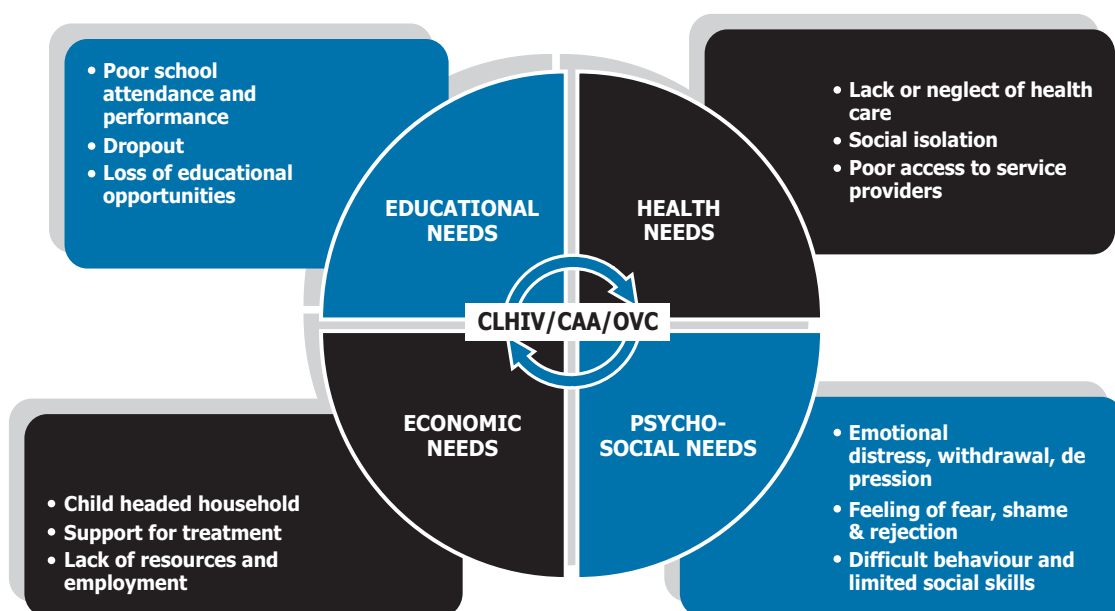 • Poor school
attendance and
performance
• Dropout
• Loss of educational
opportunities
• Lack or neglect of health
care
• Social isolation
• Poor access to service
providers
EDUCATIONAL
NEEDS
HEALTH
NEEDS
CLHIV/CAA/OVC
ECONOMIC
NEEDS
PSYCHO-
SOCIAL NEEDS
• Child headed household
• Support for treatment
• Lack of resources and
employment
• Emotional
distress, withdrawal, de
pression
• Feeling of fear, shame
& rejection
• Difficult behaviour and
limited social skills